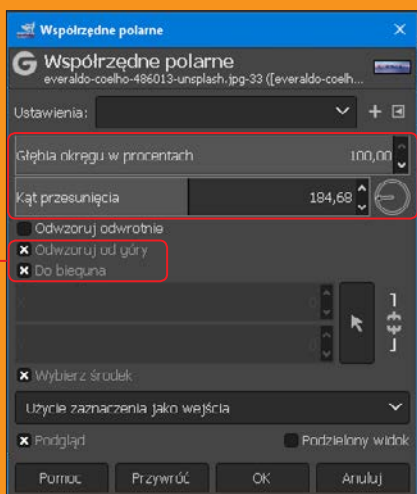 Współrzędne polarne
Współrzędne polarne
everaldo-coelho-486013-unsplash.jpg-33 ([everaldo-coelh...
Ustawienia:
Głębia okręgu w procentach 100,00
Kąt przesunięcia 184,68
Odwzoruj odwrotnie
Odwzoruj od góry
Do bieguna
X 0
Y 0
Wybierz środek
Użycie zaznaczenia jako wejścia
Podgląd Podzielony widok
Pomoc Przywróć OK Anuluj